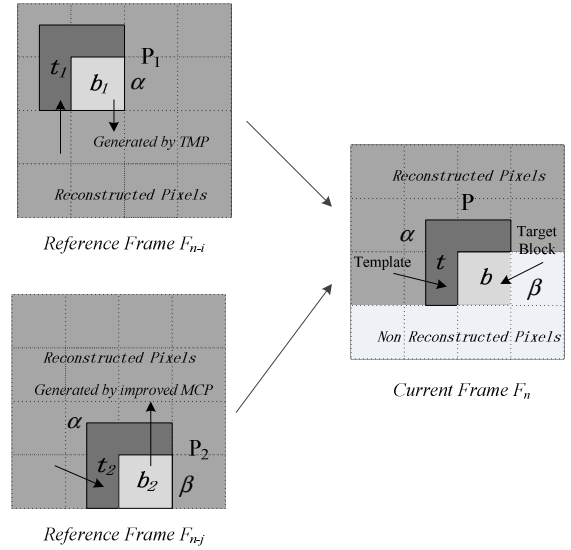 P1
t1
b1
α
Generated by TMP
Reconstructed Pixels
Reference Frame Fn-i
Reconstructed Pixels
P
α
Target
Block
Template
t
b
β
Non Reconstructed Pixels
Current Frame Fn
Reconstructed Pixels
Generated by improved MCP
α
P2
t2
b2
β
Reference Frame Fn-j